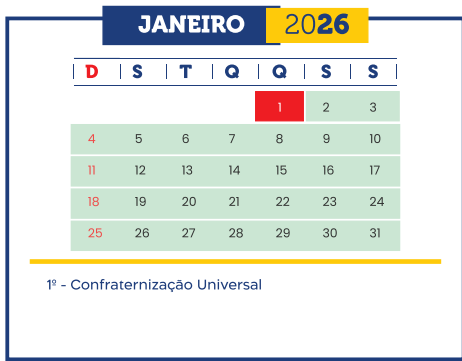 JANEIRO 2026
D S T Q Q S S
1 2 3
4 5 6 7 8 9 10
11 12 13 14 15 16 17
18 19 20 21 22 23 24
25 26 27 28 29 30 31
1º - Confraternização Universal